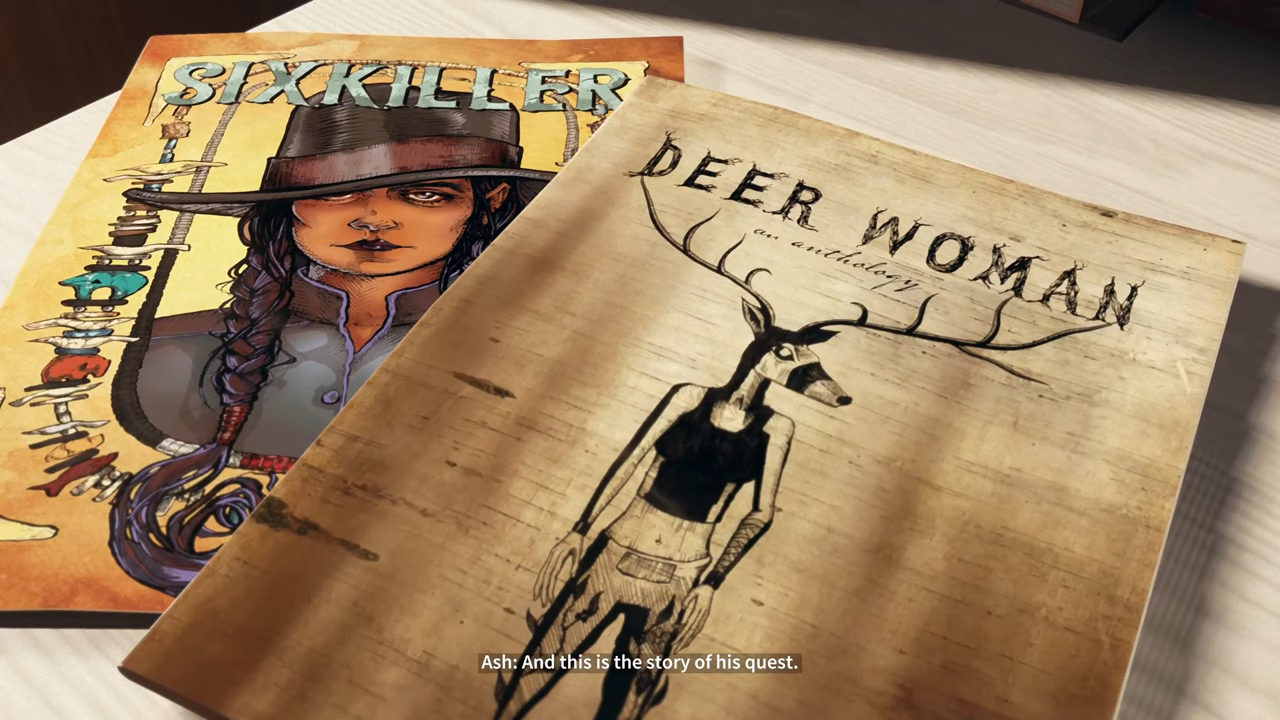 SIXKILLER
DEER WOMAN
an anthology
Ash: And this is the story of his quest.